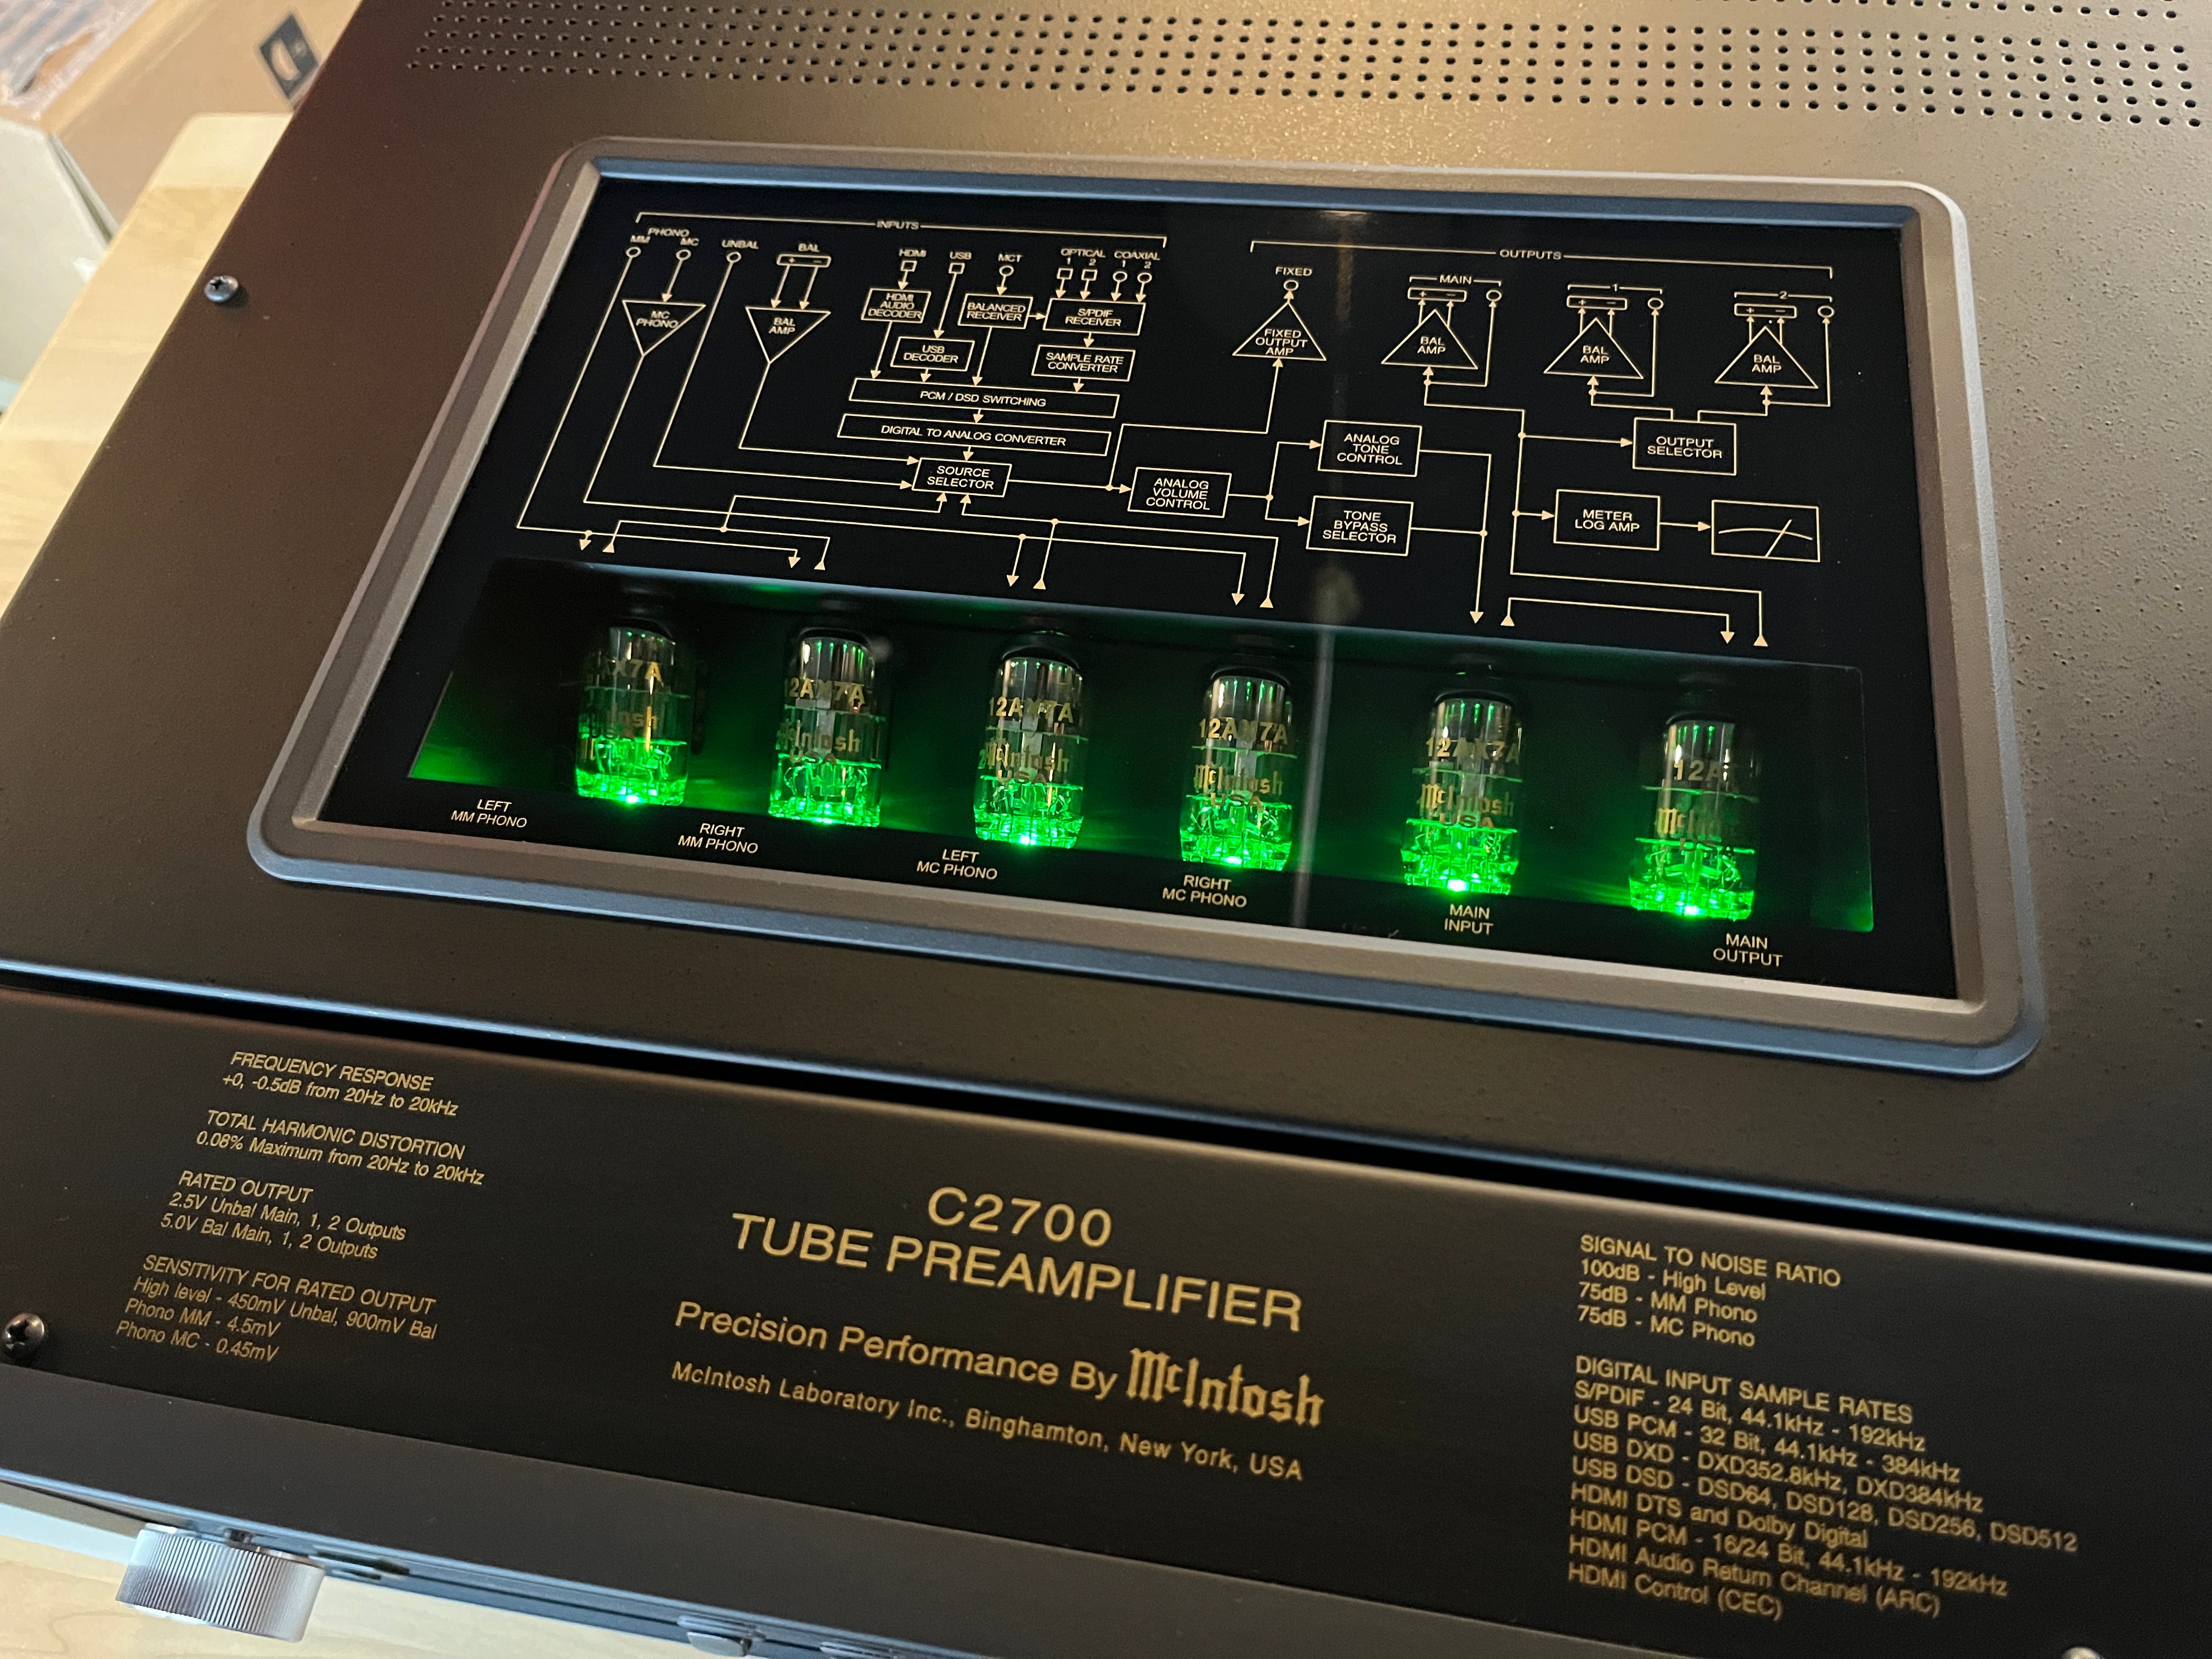 INPUTS
PHONO
MM
MC
UNBAL
BAL
+ −
HDMI
USB
MCT
OPTICAL
1 2
COAXIAL
1 2
MC
PHONO
BAL
AMP
HDMI
AUDIO
DECODER
USB
DECODER
BALANCED
RECEIVER
S/PDIF
RECEIVER
SAMPLE RATE
CONVERTER
PCM / DSD SWITCHING
DIGITAL TO ANALOG CONVERTER
SOURCE
SELECTOR
ANALOG
VOLUME
CONTROL
ANALOG
TONE
CONTROL
TONE
BYPASS
SELECTOR
OUTPUTS
FIXED
FIXED
OUTPUT
AMP
MAIN
+ −
BAL
AMP
1
+ −
BAL
AMP
2
+ −
BAL
AMP
OUTPUT
SELECTOR
METER
LOG AMP
X7A
USA
12AX7A
McIntosh
USA
12AX7A
McIntosh
USA
12AX7A
McIntosh
USA
12AX7A
McIntosh
USA
12A
LEFT
MM PHONO
RIGHT
MM PHONO
LEFT
MC PHONO
RIGHT
MC PHONO
MAIN
INPUT
MAIN
OUTPUT
FREQUENCY RESPONSE
+0, -0.5dB from 20Hz to 20kHz
TOTAL HARMONIC DISTORTION
0.08% Maximum from 20Hz to 20kHz
RATED OUTPUT
2.5V Unbal Main, 1, 2 Outputs
5.0V Bal Main, 1, 2 Outputs
SENSITIVITY FOR RATED OUTPUT
High level - 450mV Unbal, 900mV Bal
Phono MM - 4.5mV
Phono MC - 0.45mV
C2700
TUBE PREAMPLIFIER
Precision Performance By McIntosh
McIntosh Laboratory Inc., Binghamton, New York, USA
SIGNAL TO NOISE RATIO
100dB - High Level
75dB - MM Phono
75dB - MC Phono
DIGITAL INPUT SAMPLE RATES
S/PDIF - 24 Bit, 44.1kHz - 192kHz
USB PCM - 32 Bit, 44.1kHz - 384kHz
USB DXD - DXD352.8kHz, DXD384kHz
USB DSD - DSD64, DSD128, DSD256, DSD512
HDMI DTS and Dolby Digital
HDMI PCM - 16/24 Bit, 44.1kHz - 192kHz
HDMI Audio Return Channel (ARC)
HDMI Control (CEC)